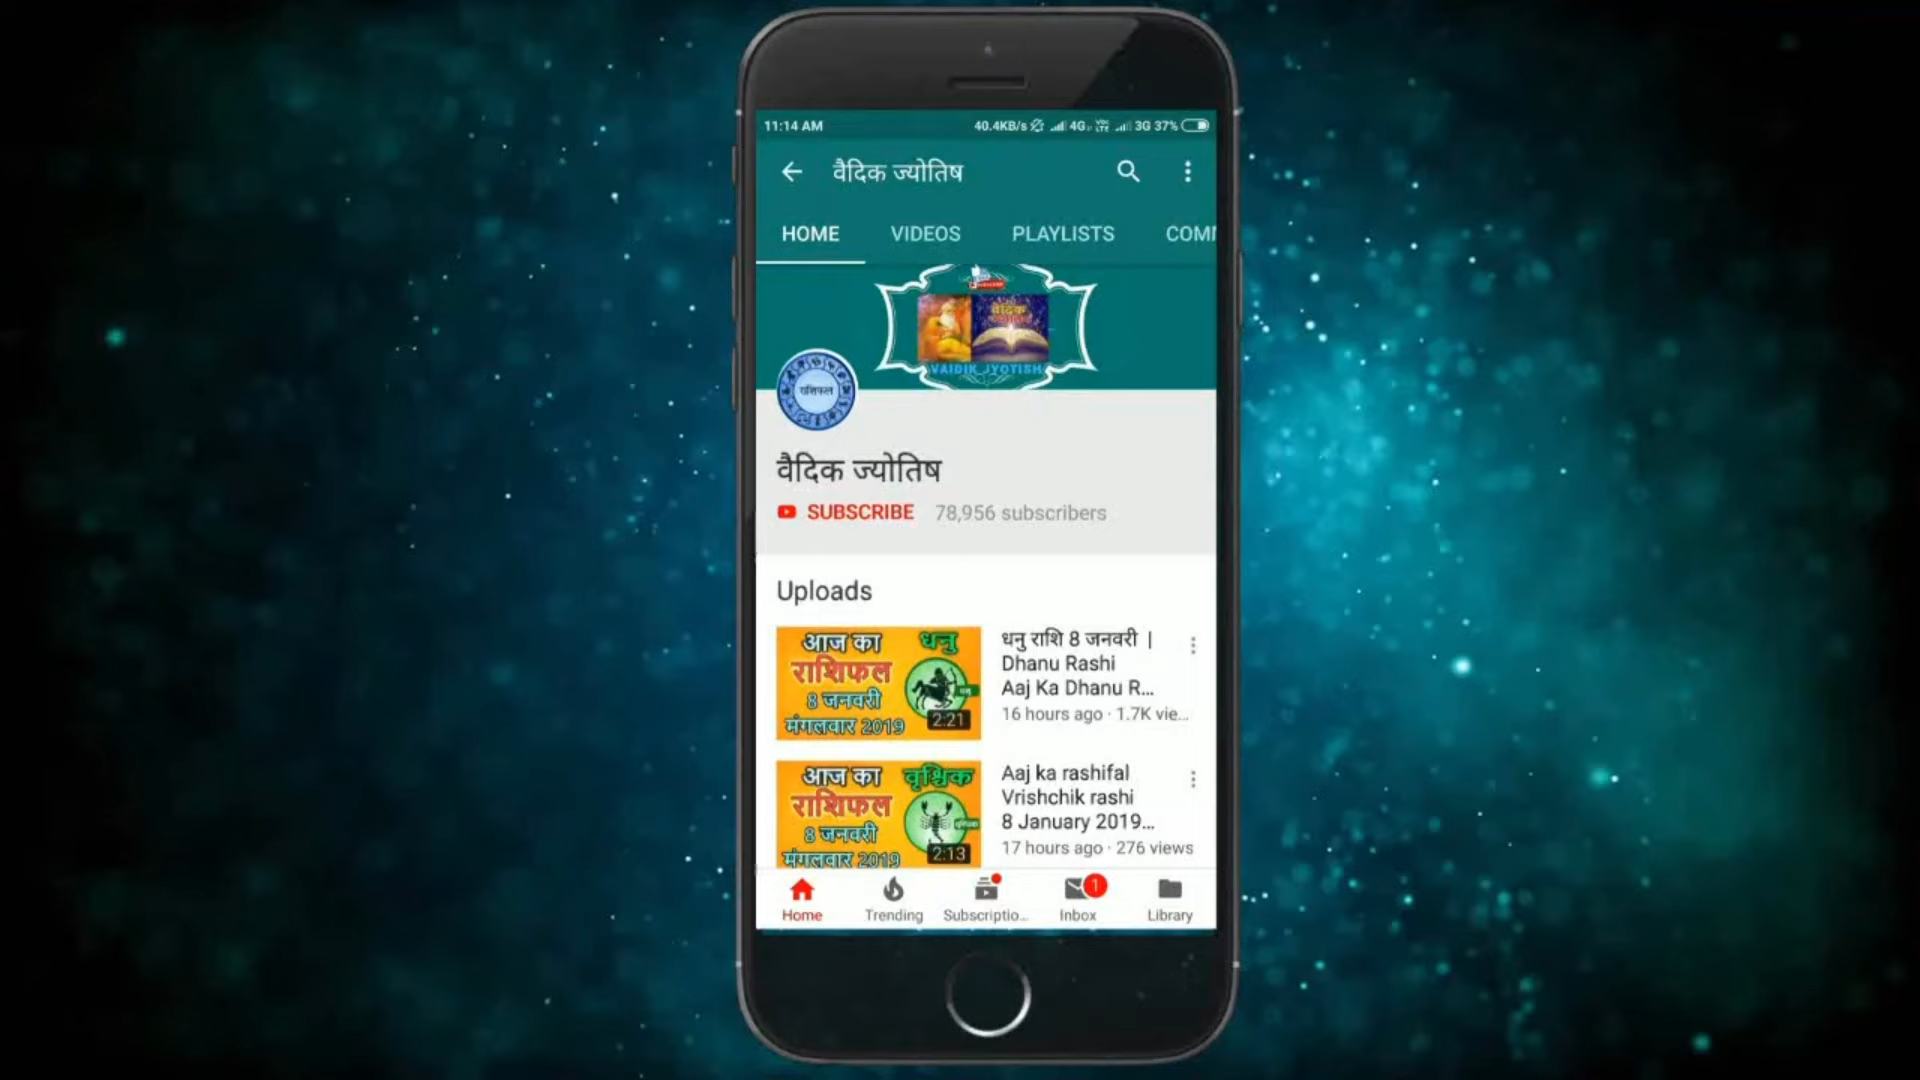 11:14 AM
40.4KB/s 4G 3G 37%
वैदिक ज्योतिष
HOME VIDEOS PLAYLISTS COMM
वैदिक
VAIDIK JYOTISH
राशिफल
वैदिक ज्योतिष
SUBSCRIBE 78,956 subscribers
Uploads
आज का धनु
राशिफल
8 जनवरी
मंगलवार 2019
2:21
धनु राशि 8 जनवरी |
Dhanu Rashi
Aaj Ka Dhanu R...
16 hours ago · 1.7K vie...
आज का वृश्चिक
राशिफल
8 जनवरी
मंगलवार 2019
2:13
Aaj ka rashifal
Vrishchik rashi
8 January 2019...
17 hours ago · 276 views
1
Home Trending Subscriptio... Inbox Library